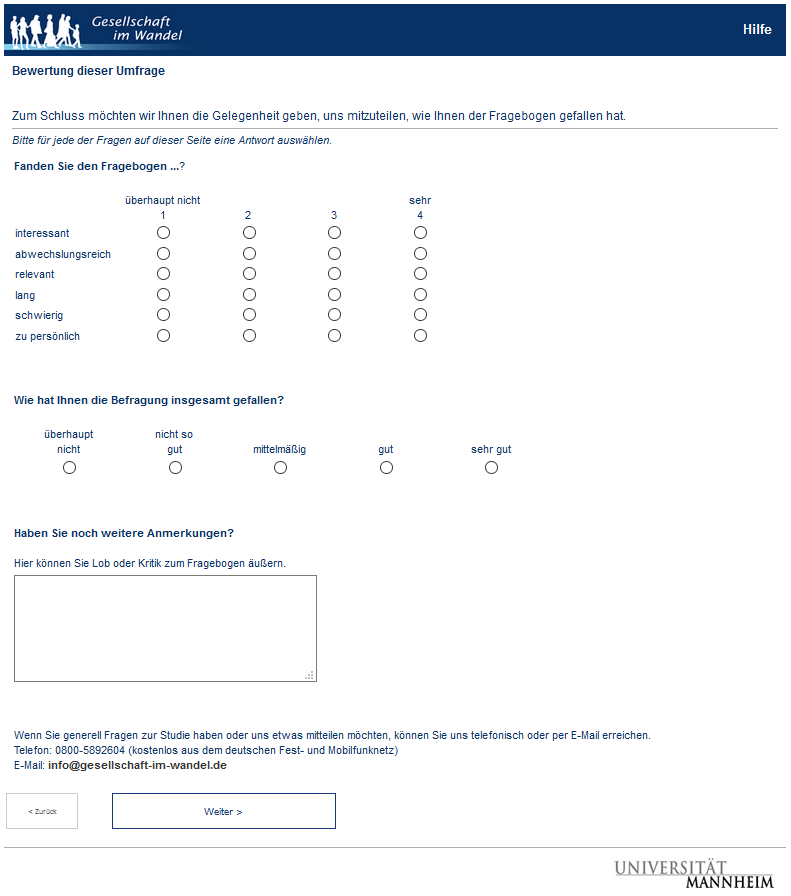 Gesellschaft
im Wandel
Hilfe
Bewertung dieser Umfrage
Zum Schluss möchten wir Ihnen die Gelegenheit geben, uns mitzuteilen, wie Ihnen der Fragebogen gefallen hat.
Bitte für jede der Fragen auf dieser Seite eine Antwort auswählen.
Fanden Sie den Fragebogen ...?
überhaupt nicht sehr
1 2 3 4
interessant
abwechslungsreich
relevant
lang
schwierig
zu persönlich
Wie hat Ihnen die Befragung insgesamt gefallen?
überhaupt nicht so
nicht gut mittelmäßig gut sehr gut
Haben Sie noch weitere Anmerkungen?
Hier können Sie Lob oder Kritik zum Fragebogen äußern.
Wenn Sie generell Fragen zur Studie haben oder uns etwas mitteilen möchten, können Sie uns telefonisch oder per E-Mail erreichen.
Telefon: 0800-5892604 (kostenlos aus dem deutschen Fest- und Mobilfunknetz)
E-Mail: info@gesellschaft-im-wandel.de
< Zurück Weiter >
UNIVERSITÄT
MANNHEIM